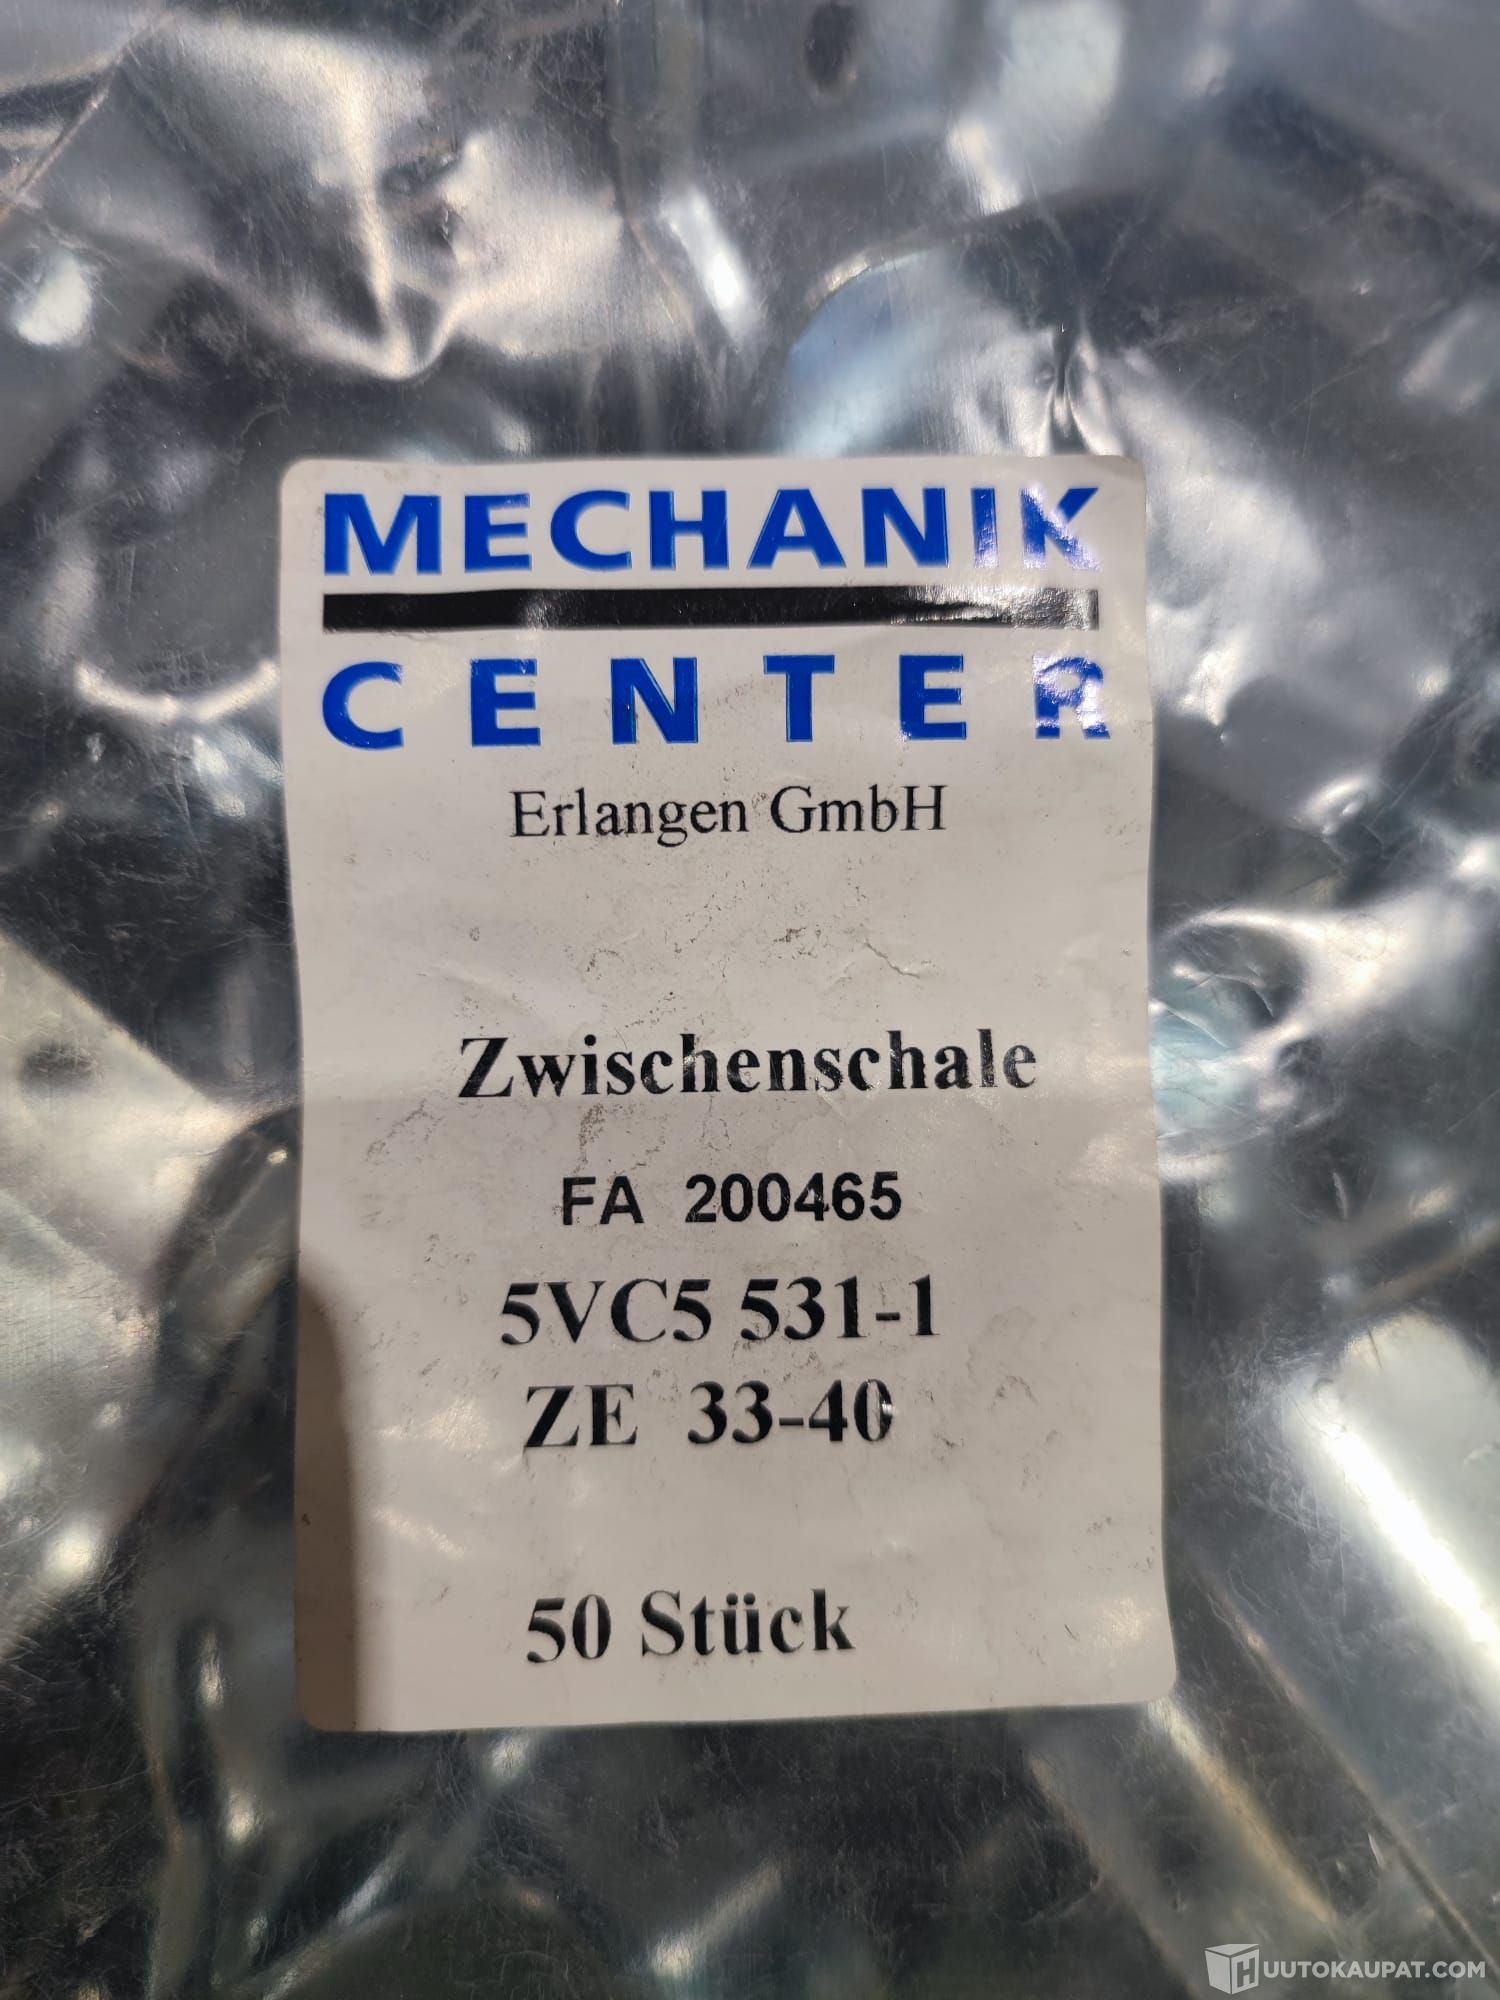 MECHANIK
CENTER
Erlangen GmbH
Zwischenschale
FA 200465
5VC5 531-1
ZE 33-40
50 Stück
HUUTOKAUPAT.COM